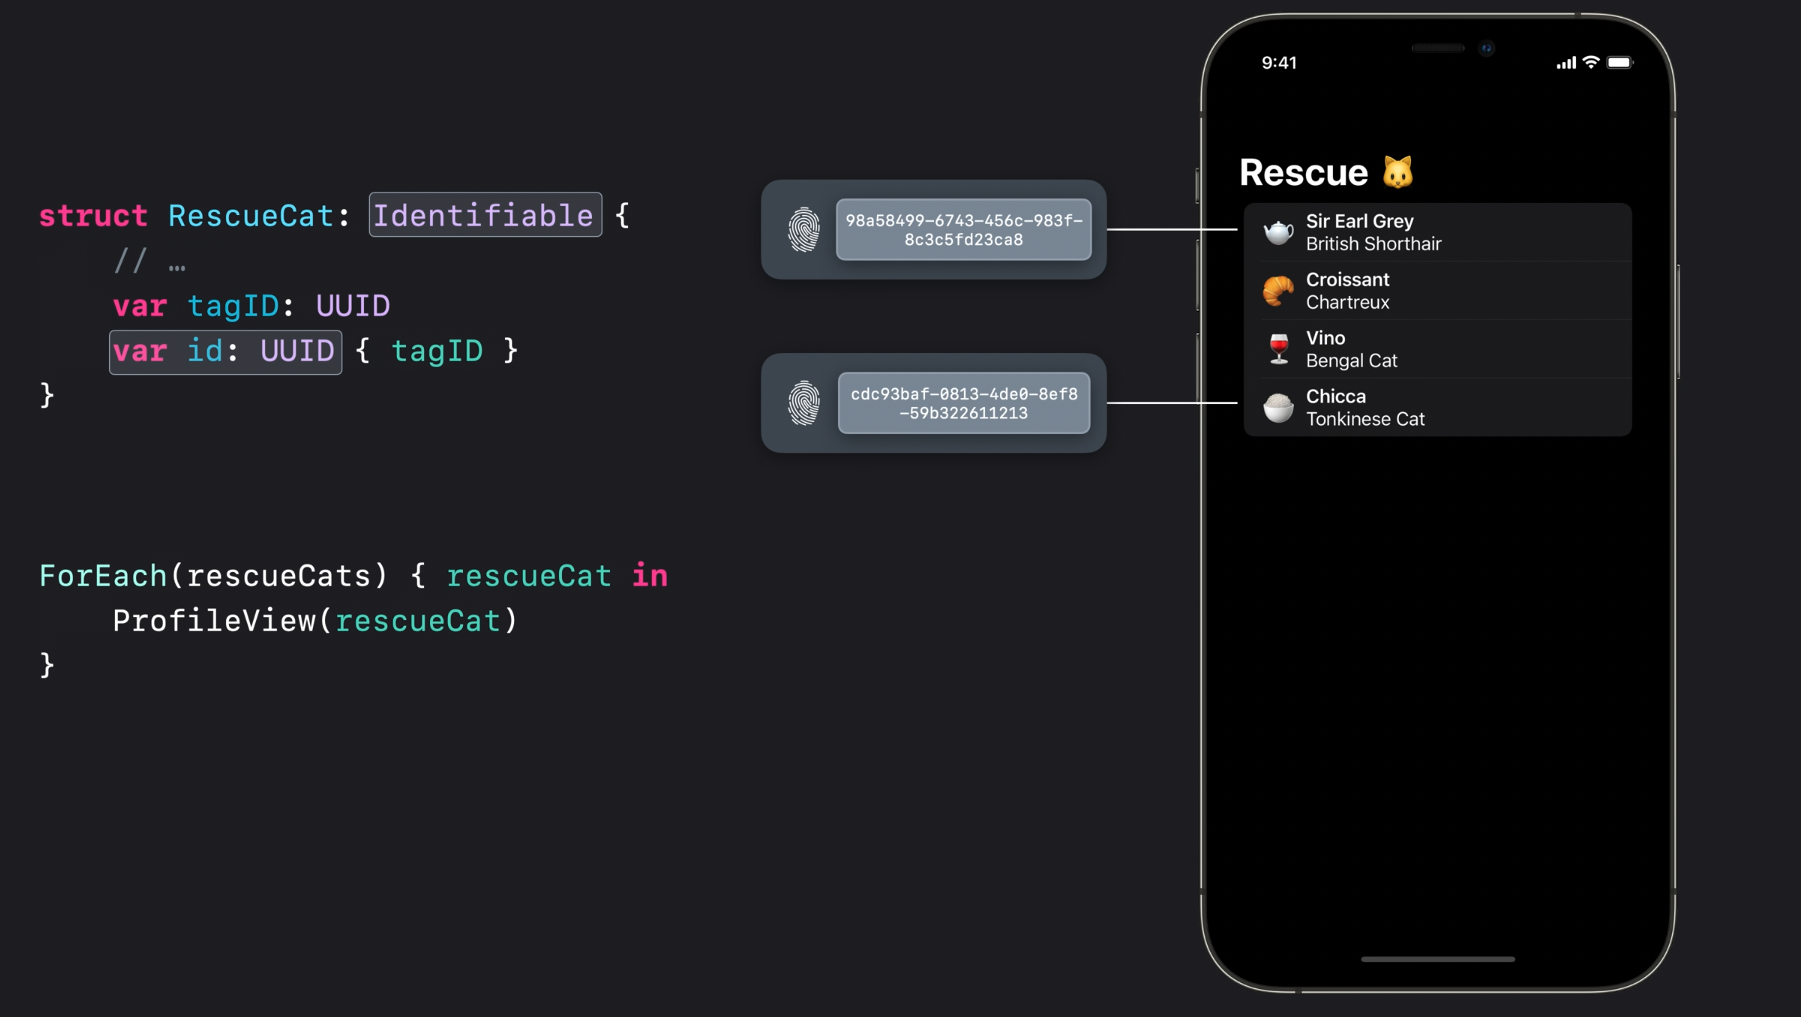 struct RescueCat: Identifiable {
// …
var tagID: UUID
var id: UUID { tagID }
}
ForEach(rescueCats) { rescueCat in
ProfileView(rescueCat)
}
98a58499-6743-456c-983f-
8c3c5fd23ca8
cdc93baf-0813-4de0-8ef8
-59b322611213
9:41
Rescue 🐱
Sir Earl Grey
British Shorthair
Croissant
Chartreux
Vino
Bengal Cat
Chicca
Tonkinese Cat